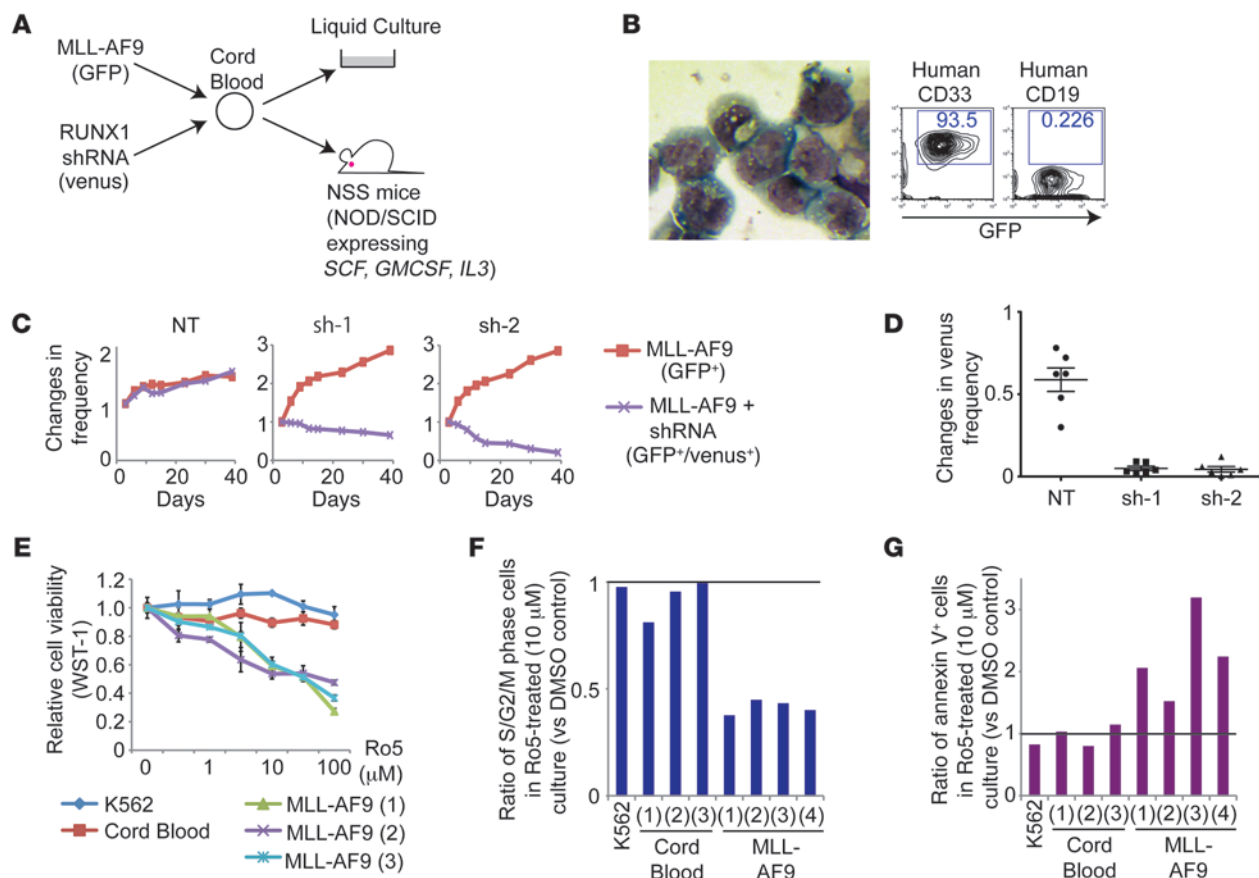 A
MLL-AF9
(GFP)
RUNX1
shRNA
(venus)
Cord
Blood
Liquid Culture
NSS mice
(NOD/SCID
expressing
SCF, GMCSF, IL3)
B
Human
CD33
93.5
Human
CD19
0.226
GFP
C
Changes in
frequency
NT
2
1
0
0 20 40
Days
sh-1
3
2
1
0
0 20 40
Days
sh-2
3
2
1
0
0 20 40
Days
MLL-AF9
(GFP+)
MLL-AF9 +
shRNA
(GFP+/venus+)
D
Changes in venus
frequency
1
0.5
0
NT sh-1 sh-2
E
Relative cell viability
(WST-1)
1.2
1.0
0.8
0.6
0.4
0.2
0
0 1 10 100
Ro5
(μM)
K562
Cord Blood
MLL-AF9 (1)
MLL-AF9 (2)
MLL-AF9 (3)
F
Ratio of S/G2/M phase cells
in Ro5-treated (10 μM)
culture (vs DMSO control)
1
0.5
0
K562
(1) (2) (3) (1) (2) (3) (4)
Cord
Blood
MLL-
AF9
G
Ratio of annexin V+ cells
in Ro5-treated (10 μM)
culture (vs DMSO control)
3
2
1
0
K562
(1) (2) (3) (1) (2) (3) (4)
Cord
Blood
MLL-
AF9